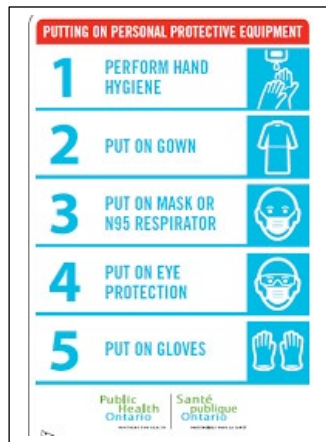 PUTTING ON PERSONAL PROTECTIVE EQUIPMENT
1 PERFORM HAND
HYGIENE
2 PUT ON GOWN
3 PUT ON MASK OR
N95 RESPIRATOR
4 PUT ON EYE
PROTECTION
5 PUT ON GLOVES
Public Santé
Health publique
Ontario Ontario